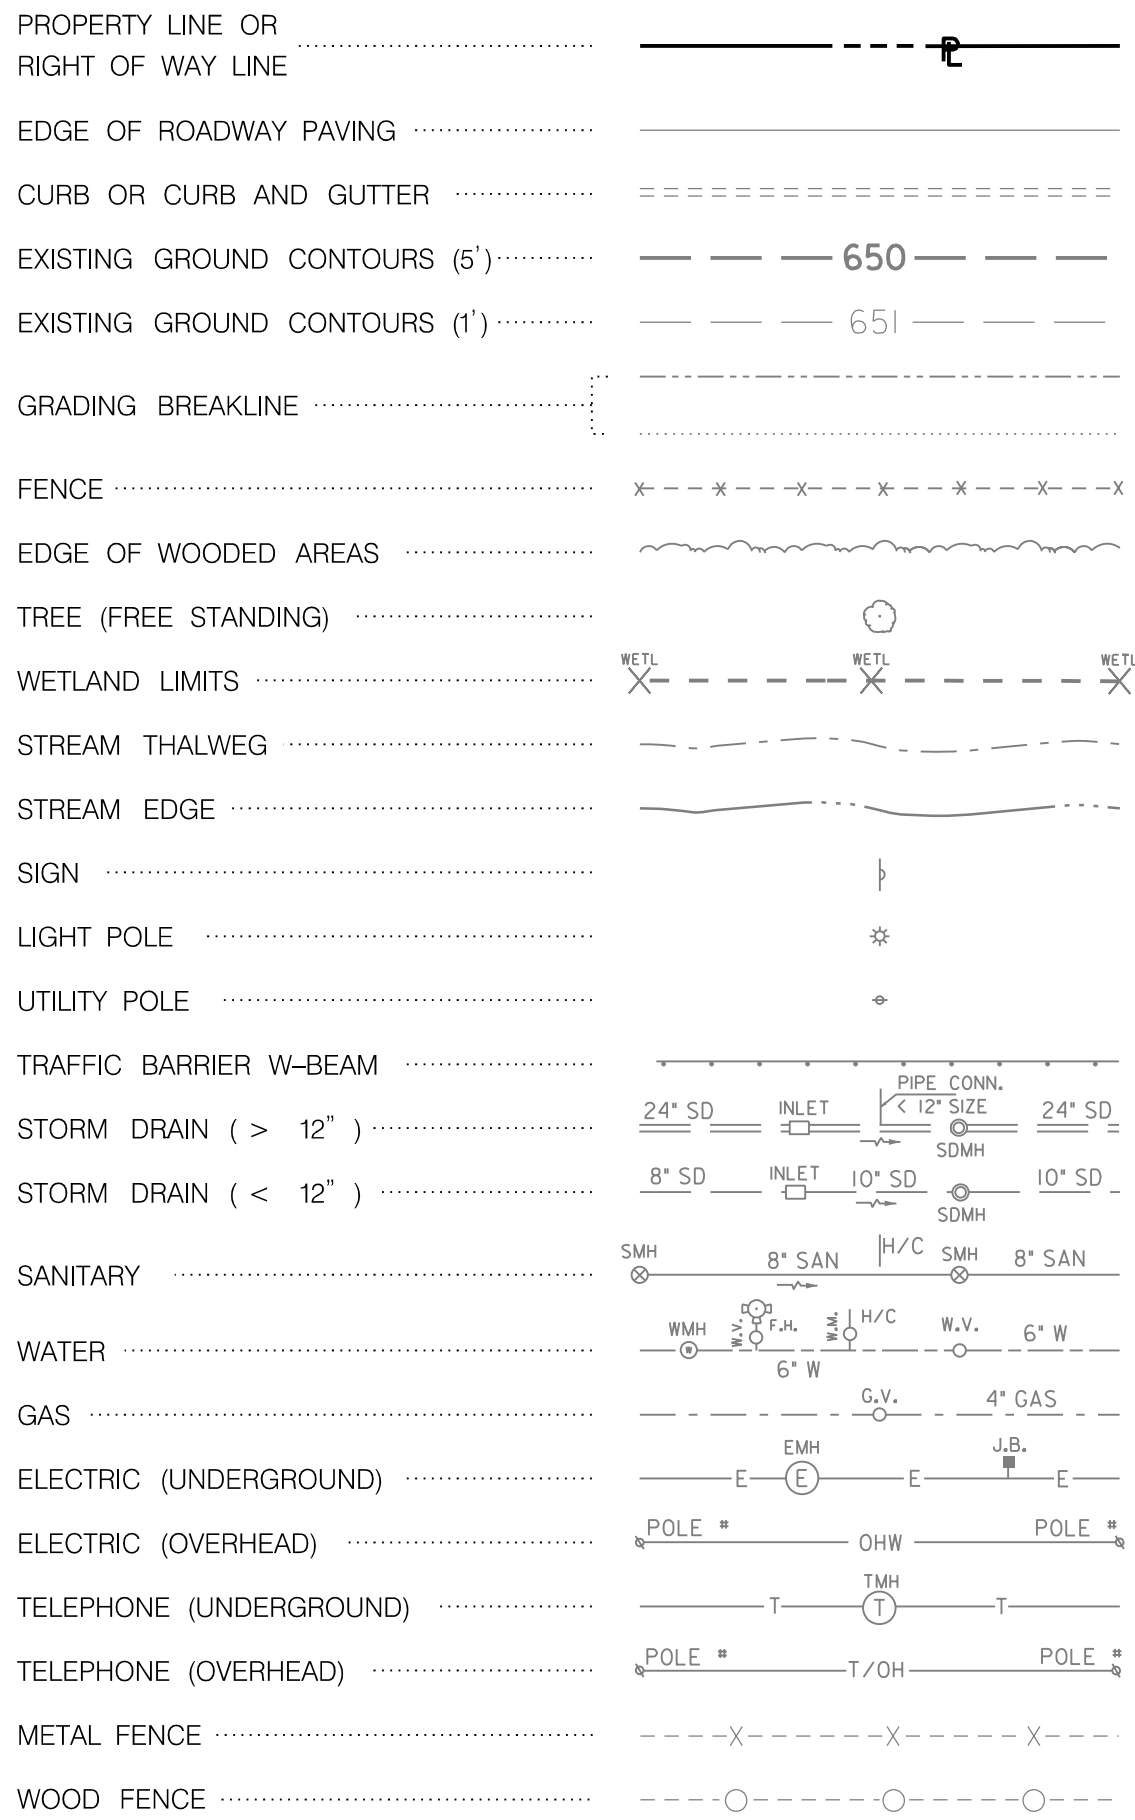 PROPERTY LINE OR
RIGHT OF WAY LINE
PL
EDGE OF ROADWAY PAVING
CURB OR CURB AND GUTTER
EXISTING GROUND CONTOURS (5')
650
EXISTING GROUND CONTOURS (1')
651
GRADING BREAKLINE
FENCE
X X X X X X X
EDGE OF WOODED AREAS
TREE (FREE STANDING)
WETLAND LIMITS
WETL WETL WETL
STREAM THALWEG
STREAM EDGE
SIGN
LIGHT POLE
UTILITY POLE
TRAFFIC BARRIER W–BEAM
STORM DRAIN ( > 12" )
24" SD INLET PIPE CONN.
< 12" SIZE 24" SD
SDMH
STORM DRAIN ( < 12" )
8" SD INLET 10" SD 10" SD
SDMH
SANITARY
SMH 8" SAN H/C SMH 8" SAN
WATER
WMH W.V. F.H. W.M. H/C W.V. 6" W
W
6" W
GAS
G.V. 4" GAS
ELECTRIC (UNDERGROUND)
EMH J.B.
E E E E
ELECTRIC (OVERHEAD)
POLE # OHW POLE #
TELEPHONE (UNDERGROUND)
TMH
T T T
TELEPHONE (OVERHEAD)
POLE # T/OH POLE #
METAL FENCE
X X X
WOOD FENCE